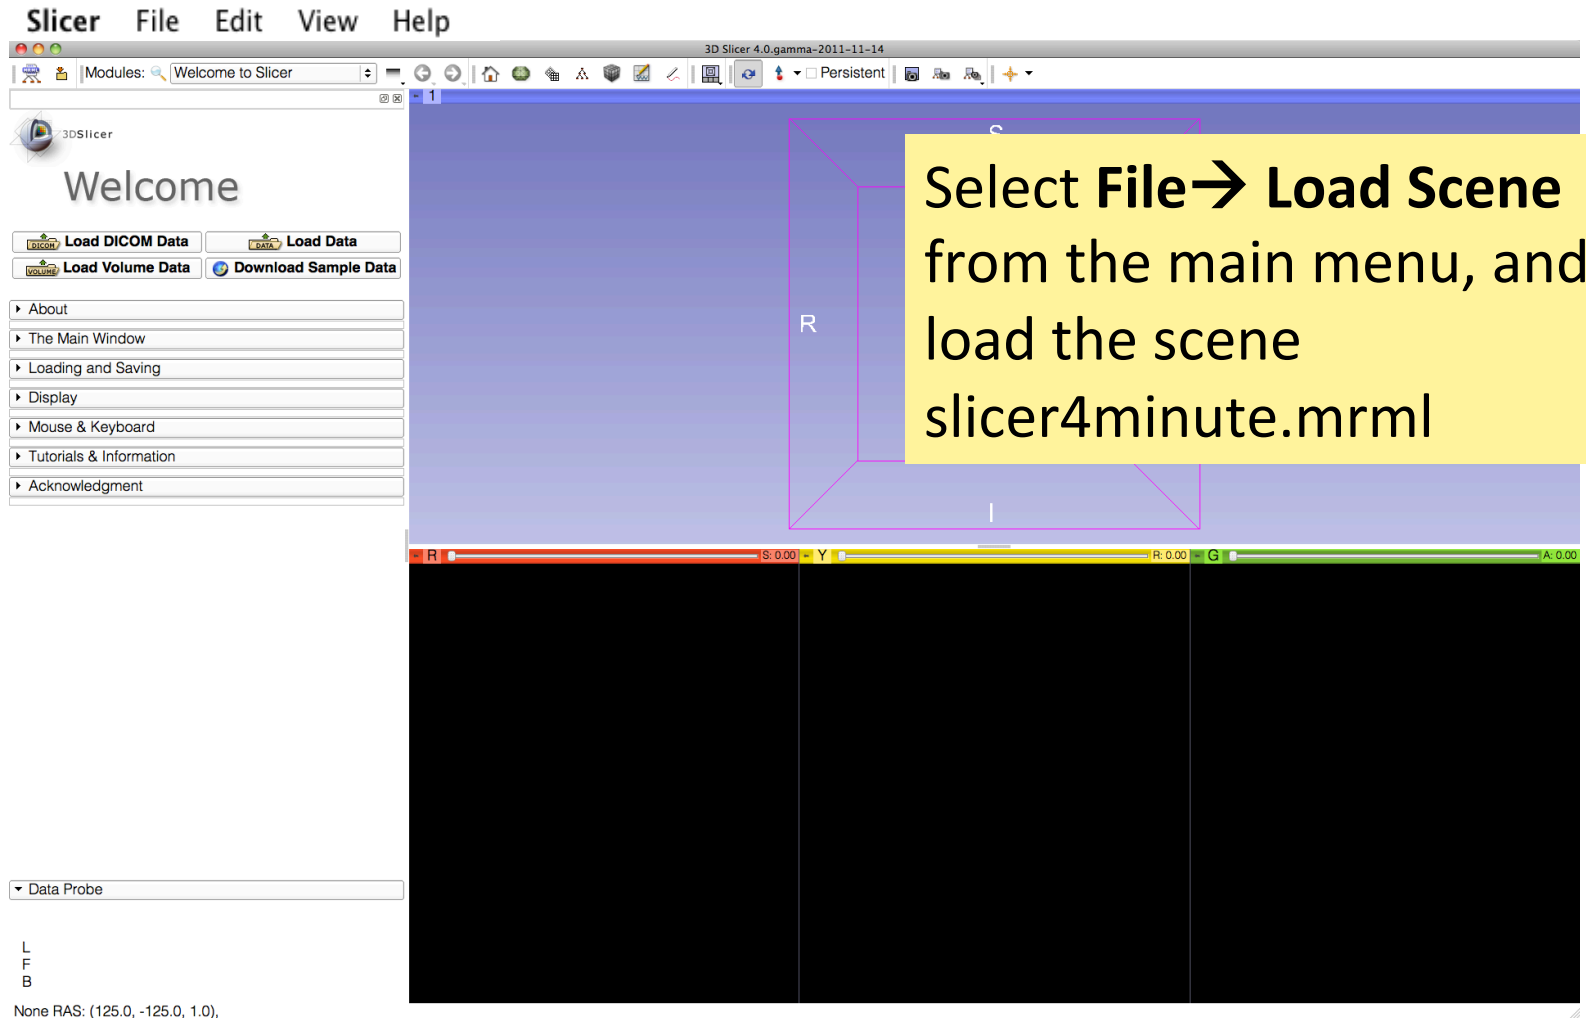 Slicer File Edit View Help
3D Slicer 4.0.gamma-2011-11-14
Modules: Welcome to Slicer Persistent
1
3DSlicer
Welcome
DICOM Load DICOM Data DATA Load Data
VOLUME Load Volume Data Download Sample Data
About
The Main Window
Loading and Saving
Display
Mouse & Keyboard
Tutorials & Information
Acknowledgment
S
R
I
Select File➔ Load Scene
from the main menu, and
load the scene
slicer4minute.mrml
R S: 0.00 Y R: 0.00 G A: 0.00
Data Probe
L
F
B
None RAS: (125.0, -125.0, 1.0),